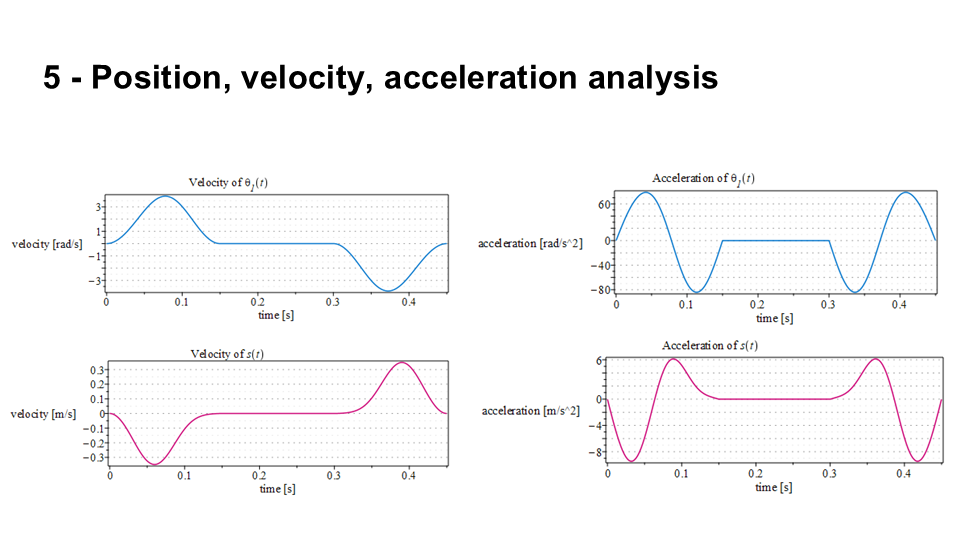 5 - Position, velocity, acceleration analysis
Velocity of θ₁(t)
3
1
velocity [rad/s]
−1
−3
0 0.1 0.2 0.3 0.4
time [s]
Acceleration of θ₁(t)
60
0
acceleration [rad/s^2]
−40
−80
0 0.1 0.2 0.3 0.4
time [s]
Velocity of s(t)
0.3
0.2
0.1
0
velocity [m/s]
−0.1
−0.2
−0.3
0 0.1 0.2 0.3 0.4
time [s]
Acceleration of s(t)
6
0
acceleration [m/s^2]
−4
−8
0 0.1 0.2 0.3 0.4
time [s]